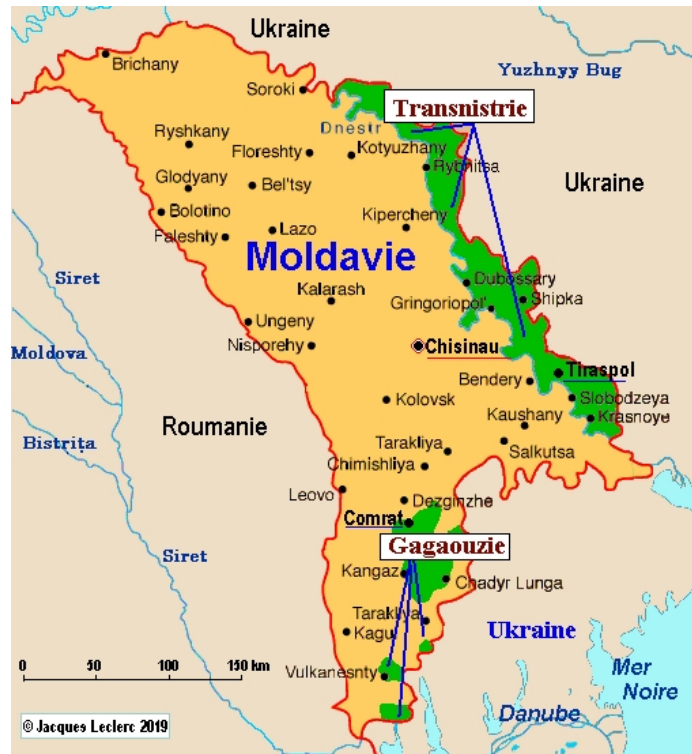 Ukraine
Brichany
Yuzhnyy Bug
Soroki
Transnistrie
Dnestr
Ryshkany
Floreshty
Kotyuzhany
Rybnitsa
Glodyany
Bel'tsy
Ukraine
Bolotino
Kipercheny
Lazo
Faleshty
Moldavie
Siret
Dubossary
Kalarash
Gringoriopol'
Shipka
Ungeny
Moldova
Nisporehy
Chisinau
Tiraspol
Bendery
Kolovsk
Slobodzeya
Roumanie
Kaushany
Krasnoye
Bistriţa
Tarakliya
Salkutsa
Chimishliya
Leovo
Dezginzhe
Comrat
Gagaouzie
Siret
Kangaz
Chadyr Lunga
Tarakliya
Kagu
Ukraine
0 50 100 150 km
Vulkanesnty
Mer
Noire
Danube
© Jacques Leclerc 2019